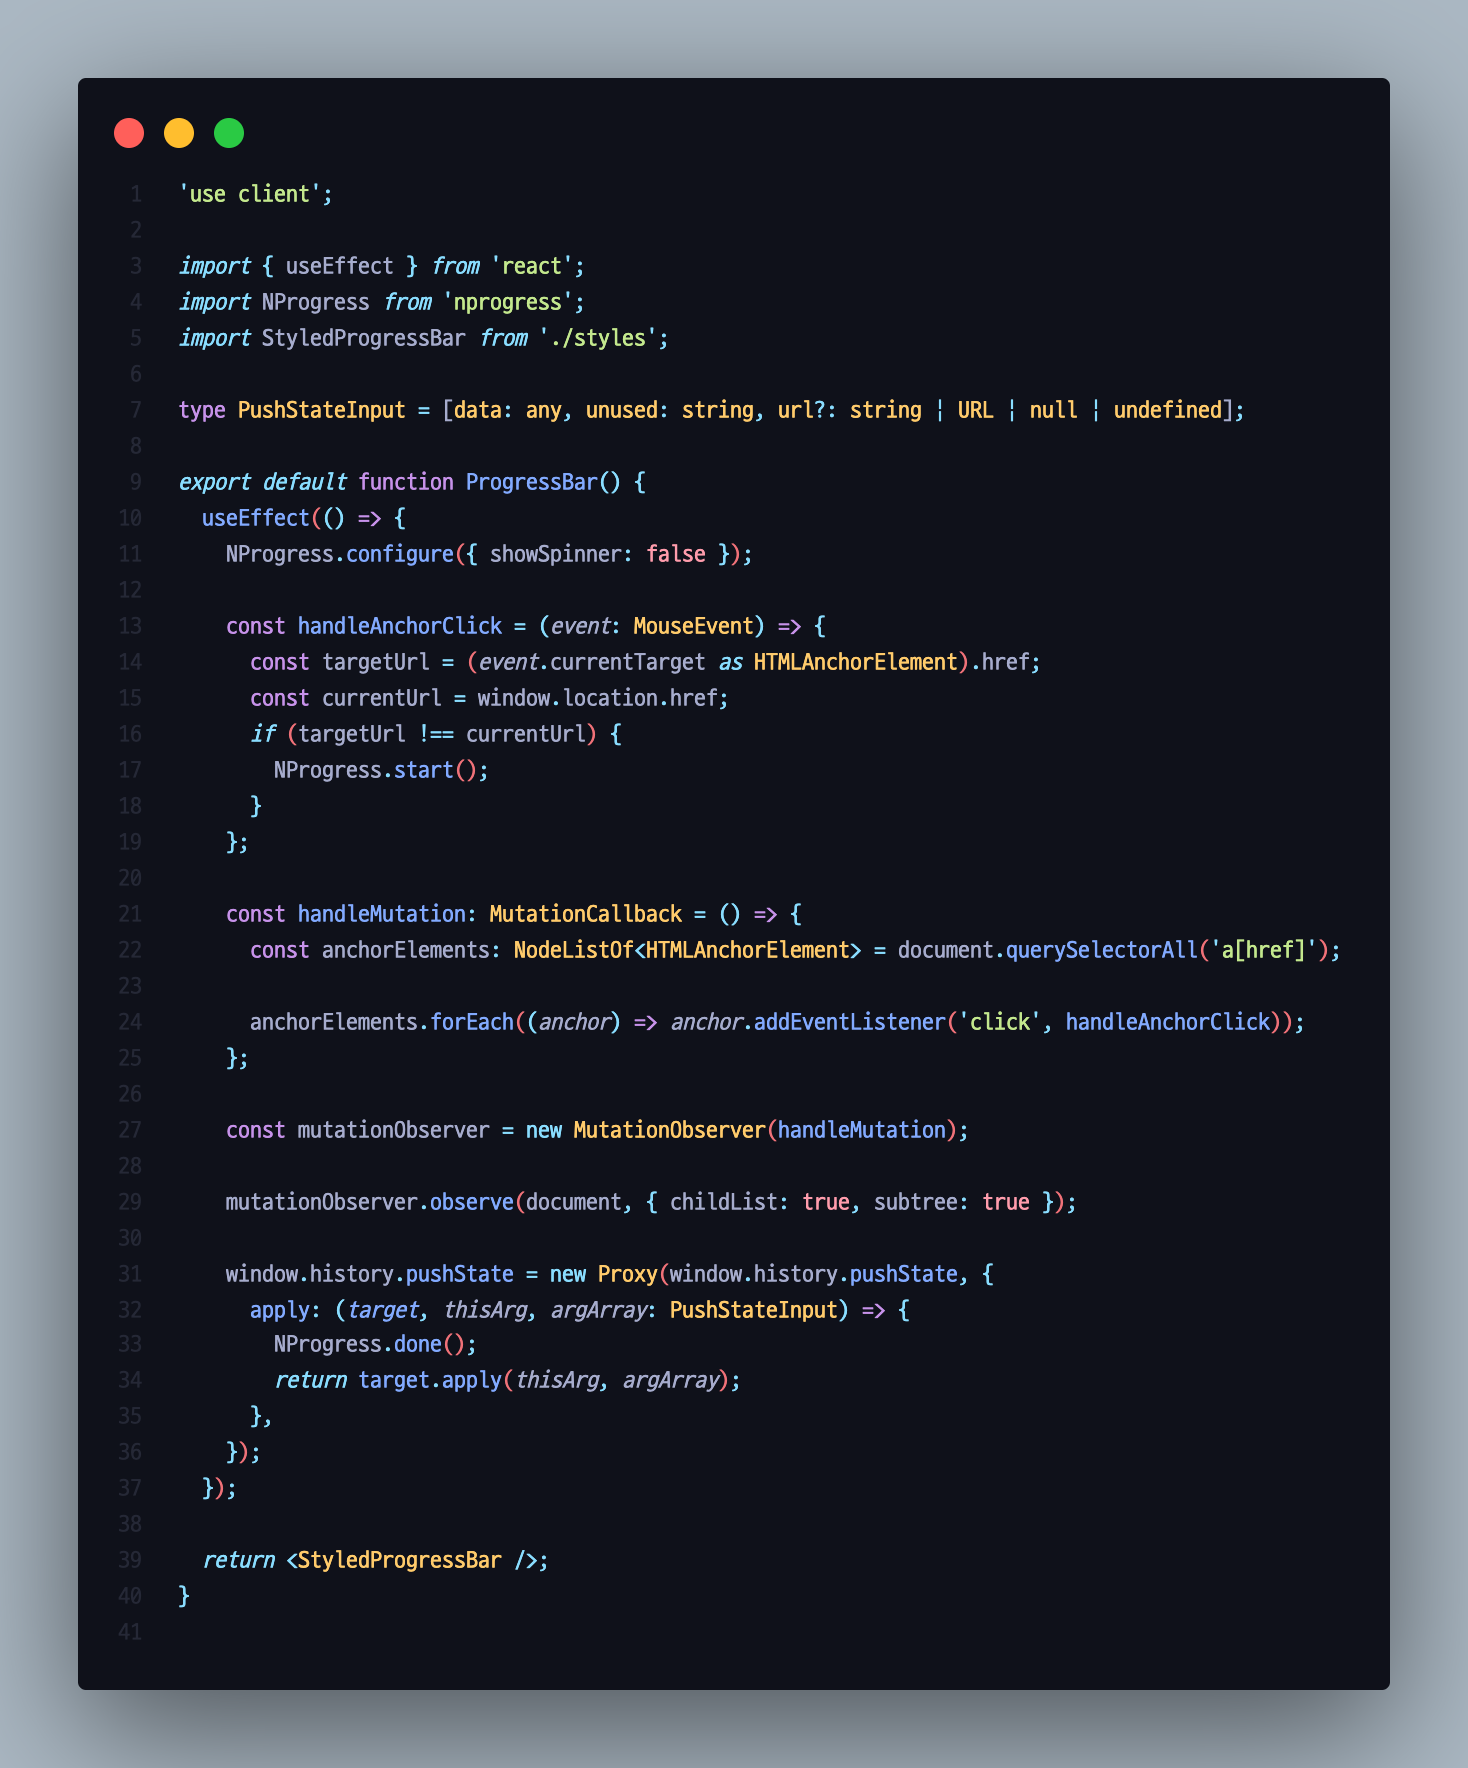 1 'use client';
2
3 import { useEffect } from 'react';
4 import NProgress from 'nprogress';
5 import StyledProgressBar from './styles';
6
7 type PushStateInput = [data: any, unused: string, url?: string | URL | null | undefined];
8
9 export default function ProgressBar() {
10   useEffect(() => {
11     NProgress.configure({ showSpinner: false });
12
13     const handleAnchorClick = (event: MouseEvent) => {
14       const targetUrl = (event.currentTarget as HTMLAnchorElement).href;
15       const currentUrl = window.location.href;
16       if (targetUrl !== currentUrl) {
17         NProgress.start();
18       }
19     };
20
21     const handleMutation: MutationCallback = () => {
22       const anchorElements: NodeListOf<HTMLAnchorElement> = document.querySelectorAll('a[href]');
23
24       anchorElements.forEach((anchor) => anchor.addEventListener('click', handleAnchorClick));
25     };
26
27     const mutationObserver = new MutationObserver(handleMutation);
28
29     mutationObserver.observe(document, { childList: true, subtree: true });
30
31     window.history.pushState = new Proxy(window.history.pushState, {
32       apply: (target, thisArg, argArray: PushStateInput) => {
33         NProgress.done();
34         return target.apply(thisArg, argArray);
35       },
36     });
37   });
38
39   return <StyledProgressBar />;
40 }
41